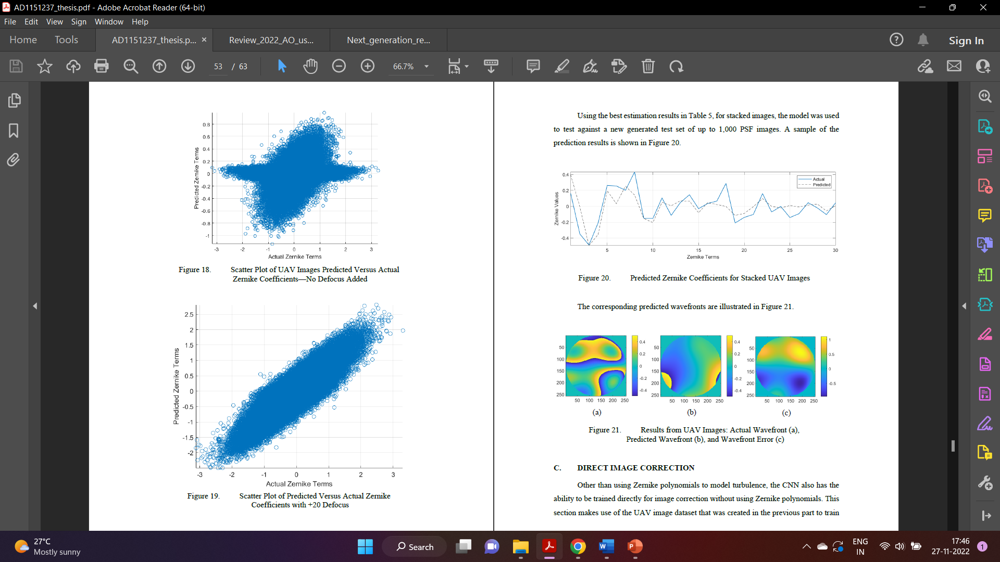 AD1151237_thesis.pdf - Adobe Acrobat Reader (64-bit)
File Edit View Sign Window Help
Home Tools AD1151237_thesis.p... × Review_2022_AO_us... Next_generation_re... Sign In
53 / 63 66.7%
0.8
0.6
0.4
0.2
0
-0.2
-0.4
-0.6
-0.8
-1
Predicted Zernike Terms
-3 -2 -1 0 1 2 3
Actual Zernike Terms
Figure 18. Scatter Plot of UAV Images Predicted Versus Actual
Zernike Coefficients—No Defocus Added
2.5
2
1.5
1
0.5
0
-0.5
-1
-1.5
-2
Predicted Zernike Terms
-3 -2 -1 0 1 2 3
Actual Zernike Terms
Figure 19. Scatter Plot of Predicted Versus Actual Zernike
Coefficients with +20 Defocus
Using the best estimation results in Table 5, for stacked images, the model was used
to test against a new generated test set of up to 1,000 PSF images. A sample of the
prediction results is shown in Figure 20.
0.4
0.2
0
-0.2
-0.4
Zernike Values
Actual
Predicted
5 10 15 20 25 30
Zernike Terms
Figure 20. Predicted Zernike Coefficients for Stacked UAV Images
The corresponding predicted wavefronts are illustrated in Figure 21.
50
100
150
200
250
50 100 150 200 250
0.4
0.2
0
-0.2
-0.4
(a)
50
100
150
200
250
50 100 150 200 250
0.4
0.2
0
-0.2
-0.4
(b)
50
100
150
200
250
50 100 150 200 250
1
0.5
0
-0.5
(c)
Figure 21. Results from UAV Images: Actual Wavefront (a),
Predicted Wavefront (b), and Wavefront Error (c)
C. DIRECT IMAGE CORRECTION
Other than using Zernike polynomials to model turbulence, the CNN also has the
ability to be trained directly for image correction without using Zernike polynomials. This
section makes use of the UAV image dataset that was created in the previous part to train
27°C
Mostly sunny
Search
ENG
IN
17:46
27-11-2022
1